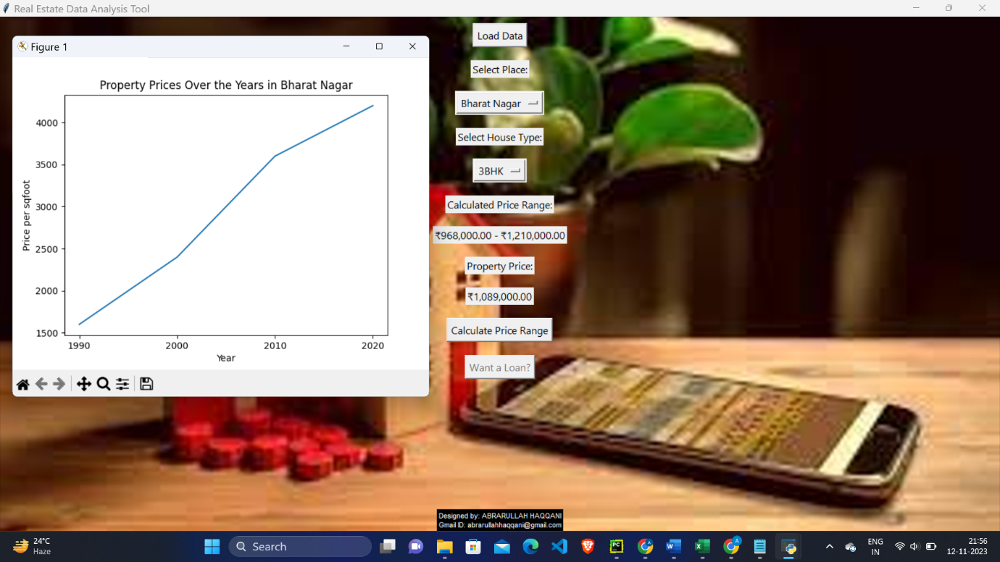 Real Estate Data Analysis Tool
Figure 1
Property Prices Over the Years in Bharat Nagar
4000
3500
3000
2500
2000
1500
Price per sqfoot
1990 2000 2010 2020
Year
Load Data
Select Place:
Bharat Nagar
Select House Type:
3BHK
Calculated Price Range:
₹968,000.00 - ₹1,210,000.00
Property Price:
₹1,089,000.00
Calculate Price Range
Want a Loan?
Designed by: ABRARULLAH HAQQANI
Gmail ID: abrarullahhaqqani@gmail.com
24°C
Haze
Search
ENG
IN
21:56
12-11-2023